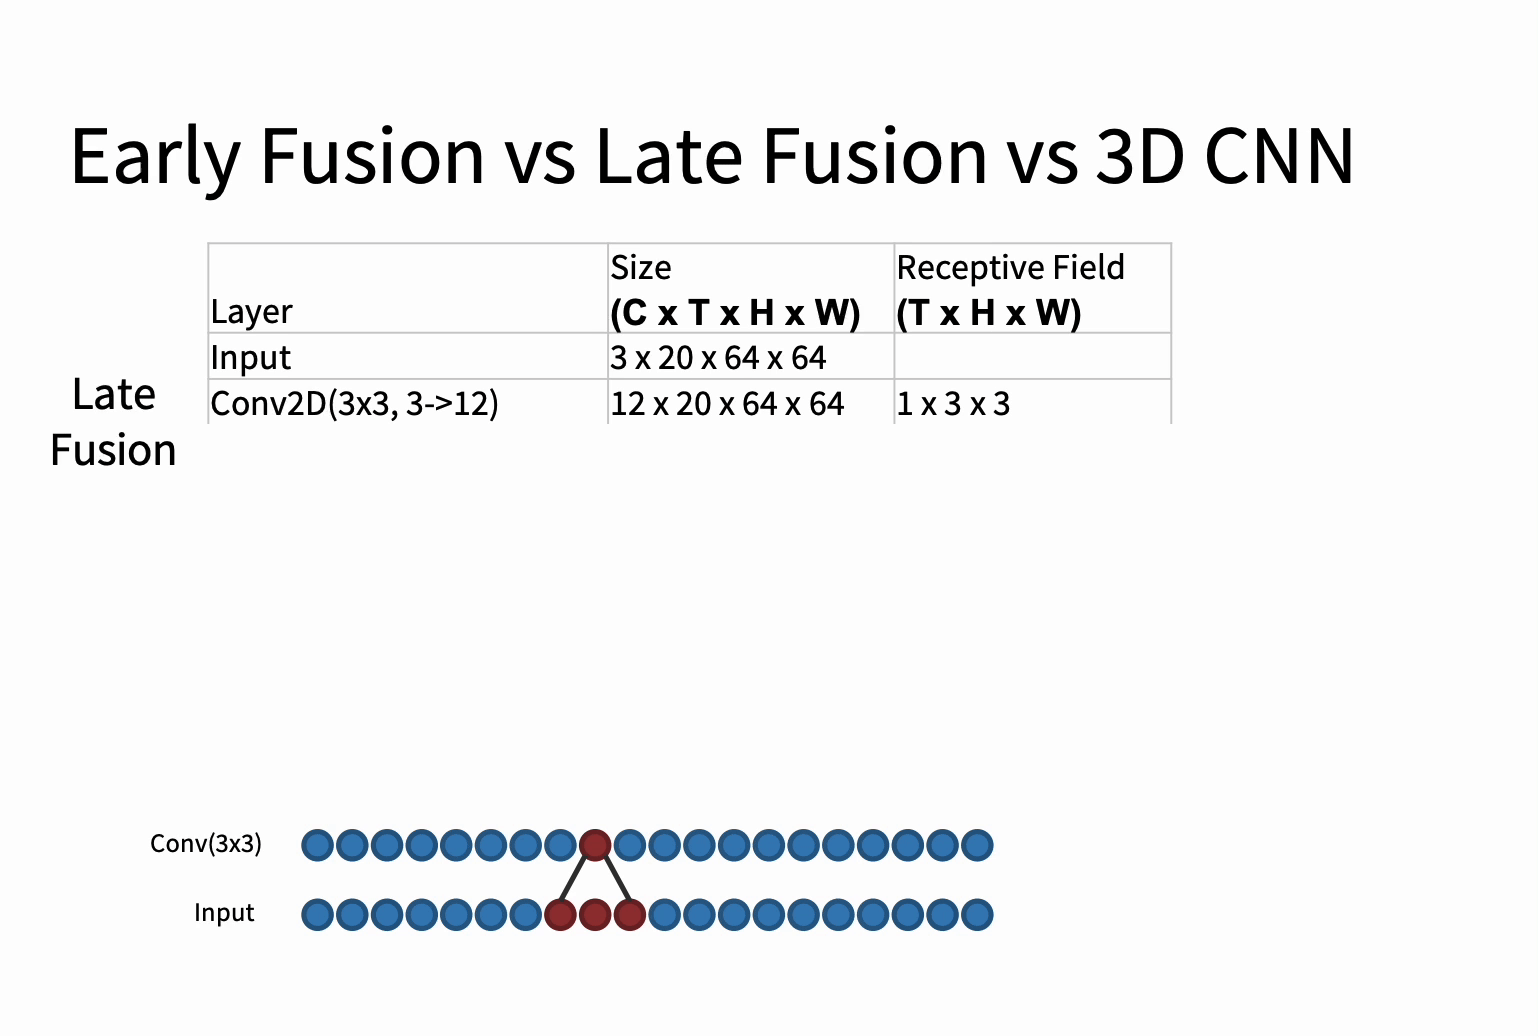 Early Fusion vs Late Fusion vs 3D CNN
Layer
Size
(C x T x H x W)
Receptive Field
(T x H x W)
Input
3 x 20 x 64 x 64
Late
Fusion
Conv2D(3x3, 3->12)
12 x 20 x 64 x 64
1 x 3 x 3
Conv(3x3)
Input